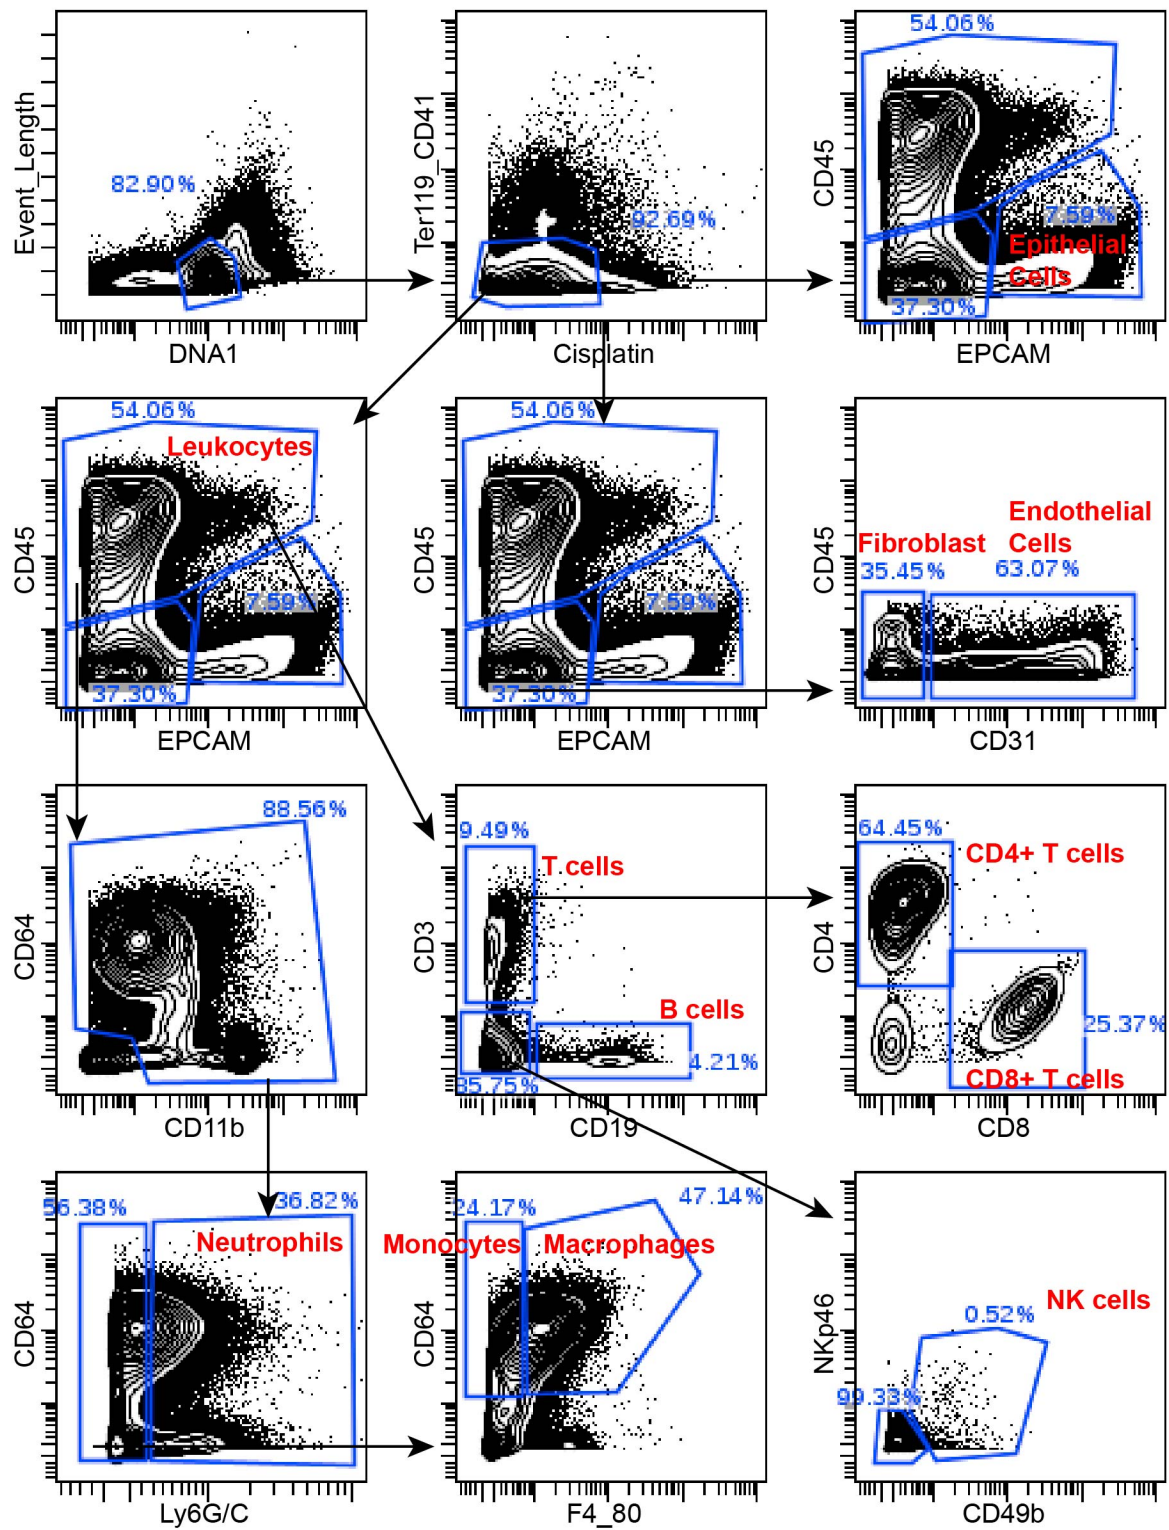 54.06%
Event_Length
82.90%
DNA1
Ter119_CD41
92.69%
Cisplatin
CD45
7.59%
Epithelial
Cells
37.30%
EPCAM
54.06%
Leukocytes
CD45
7.59%
37.30%
EPCAM
54.06%
CD45
7.59%
37.30%
EPCAM
CD45
Fibroblast
35.45%
Endothelial
Cells
63.07%
CD31
88.56%
CD64
CD11b
9.49%
T cells
CD3
B cells
4.21%
85.75%
CD19
64.45%
CD4+ T cells
CD4
25.37%
CD8+ T cells
CD8
56.38%
36.82%
Neutrophils
CD64
Ly6G/C
24.17%
47.14%
Monocytes
Macrophages
CD64
F4_80
NKp46
0.52%
NK cells
99.33%
CD49b